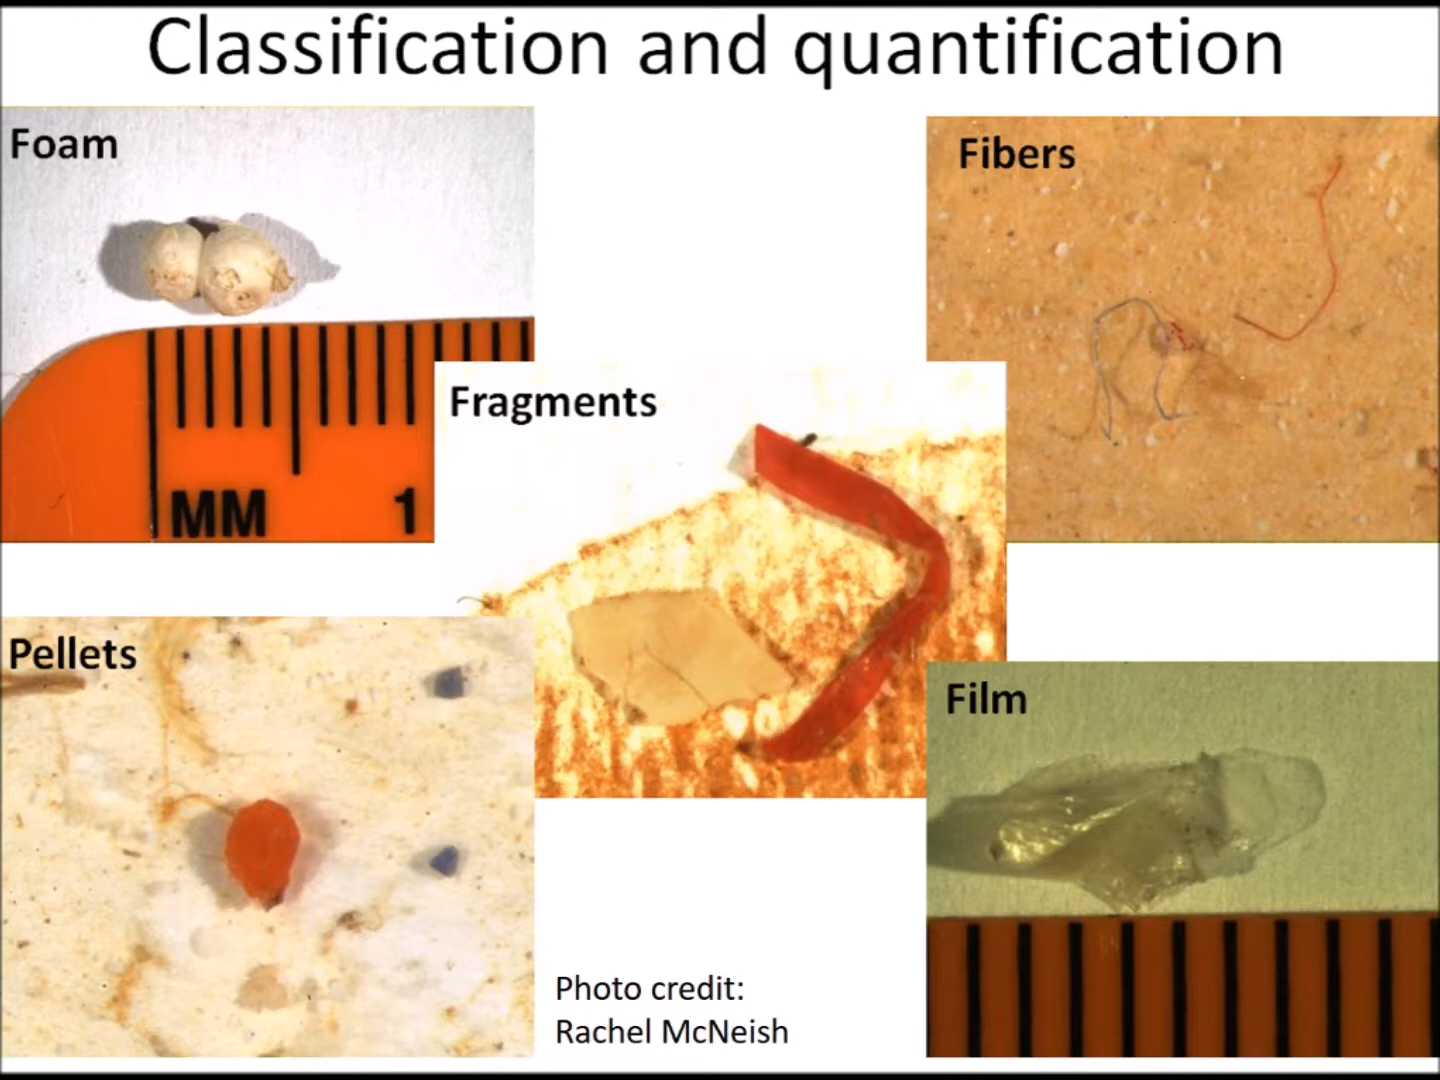 Classification and quantification
Foam
Fibers
Fragments
MM 1
Pellets
Film
Photo credit:
Rachel McNeish